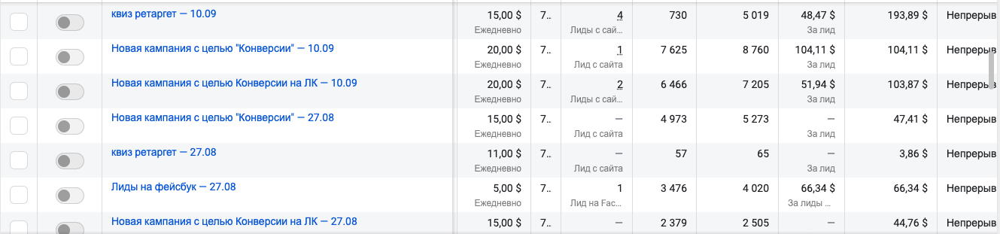 квиз ретаргет — 10.09 15,00 $ 7.. 4 730 5 019 48,47 $ 193,89 $ Непрерыв
Ежедневно Лиды с сай... За лид
Новая кампания с целью "Конверсии" — 10.09 20,00 $ 7.. 1 7 625 8 760 104,11 $ 104,11 $ Непрерыв
Ежедневно Лид с сайта За лид
Новая кампания с целью Конверсии на ЛК — 10.09 20,00 $ 7.. 2 6 466 7 205 51,94 $ 103,87 $ Непрерыв
Ежедневно Лиды с сай... За лид
Новая кампания с целью "Конверсии" — 27.08 15,00 $ 7.. — 4 973 5 273 — 47,41 $ Непрерыв
Ежедневно Лид с сайта За лид
квиз ретаргет — 27.08 11,00 $ 7.. — 57 65 — 3,86 $ Непрерыв
Ежедневно Лид с сайта За лид
Лиды на фейсбук — 27.08 5,00 $ 7.. 1 3 476 4 020 66,34 $ 66,34 $ Непрерыв
Ежедневно Лид на Fac... За лиды ...
Новая кампания с целью Конверсии на ЛК — 27.08 15,00 $ 7.. — 2 379 2 505 — 44,76 $ Непрерыв